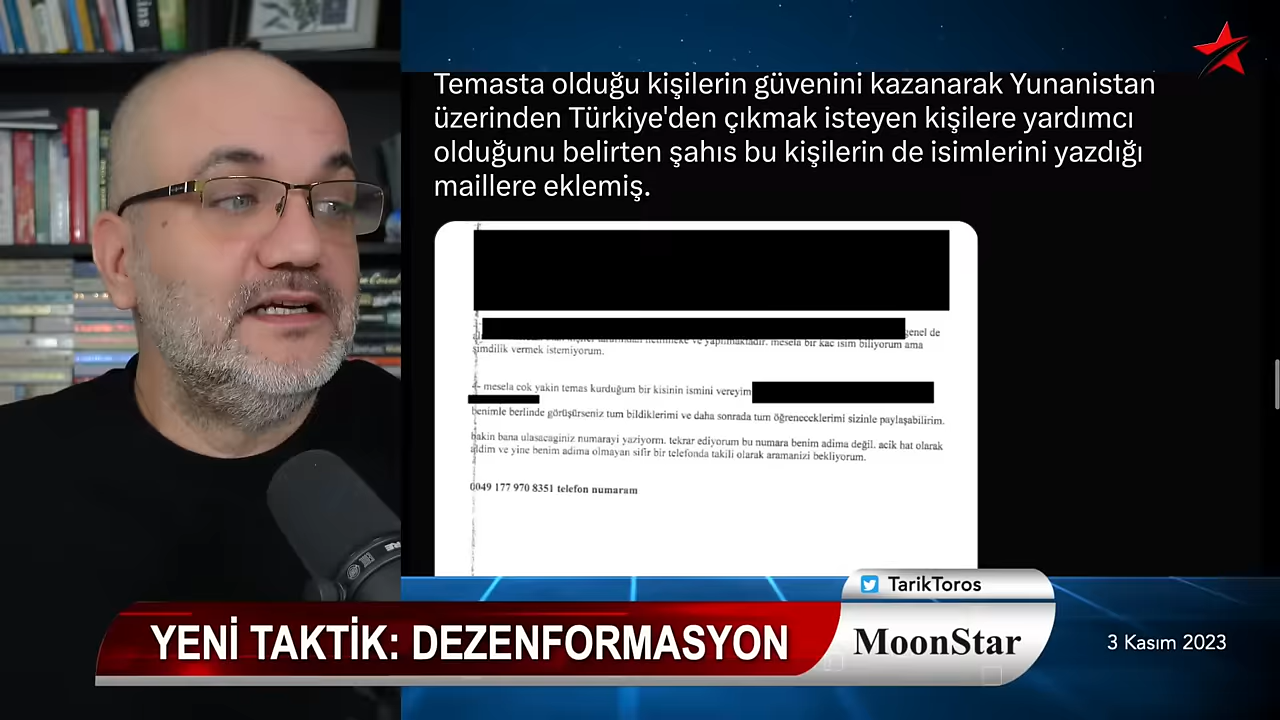 Temasta olduğu kişilerin güvenini kazanarak Yunanistan
üzerinden Türkiye'den çıkmak isteyen kişilere yardımcı
olduğunu belirten şahıs bu kişilerin de isimlerini yazdığı
maillere eklemiş.
genel de
ve yapılmaktadır. mesela bir kac isim biliyorum ama
şimdilik vermek istemiyorum.
mesela cok yakin temas kurduğum bir kisinin ismini vereyim
benimle berlinde görüşürseniz tum bildiklerimi ve daha sonrada tum öğreneceklerimi sizinle paylaşabilirim.
bakin bana ulasacaginiz numarayi yaziyorm. tekrar ediyorum bu numara benim adima değil. acik hat olarak
aldim ve yine benim adima olmayan sifir bir telefonda takili olarak aramanizi bekliyorum.
0049 177 970 8351 telefon numaram
TarikToros
YENİ TAKTİK: DEZENFORMASYON
MoonStar
3 Kasım 2023